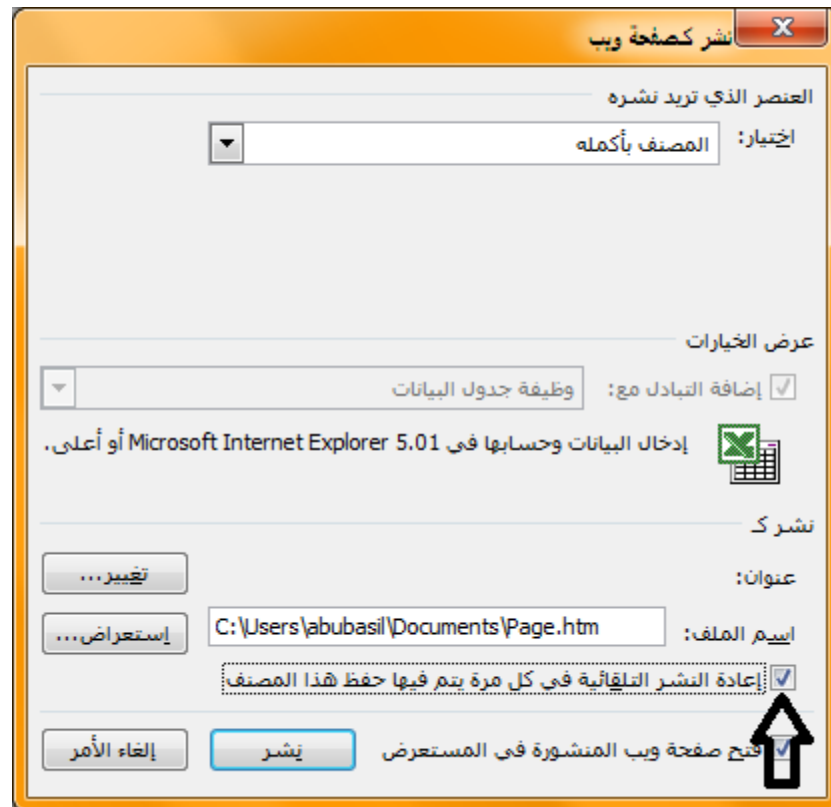 نشر كصفحة ويب
العنصر الذي تريد نشره
اختيار: المصنف بأكمله
عرض الخيارات
إضافة التبادل مع: وظيفة جدول البيانات
إدخال البيانات وحسابها في Microsoft Internet Explorer 5.01 أو أعلى.
نشر كـ
عنوان: تغيير...
اسم الملف: C:\Users\abubasil\Documents\Page.htm إستعراض...
إعادة النشر التلقائية في كل مرة يتم فيها حفظ هذا المصنف
فتح صفحة ويب المنشورة في المستعرض نشر إلغاء الأمر